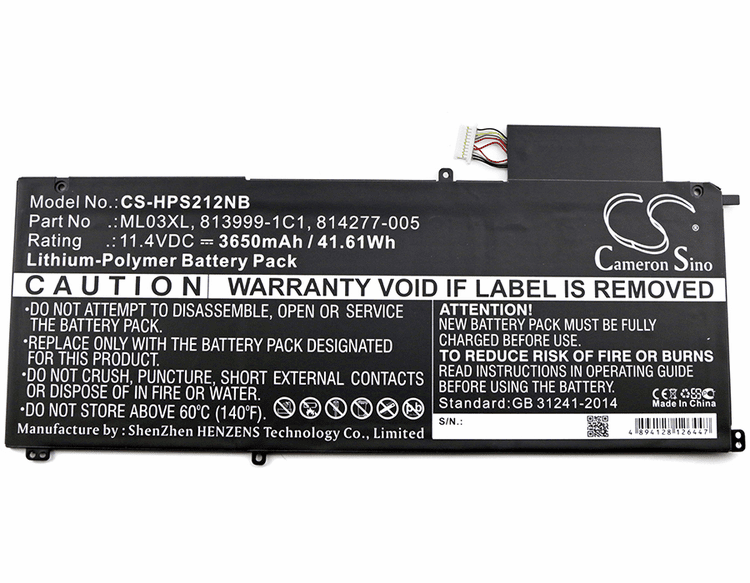 Model No.: CS-HPS212NB
Part No : ML03XL, 813999-1C1, 814277-005
Rating : 11.4VDC ⎓ 3650mAh / 41.61Wh
Lithium-Polymer Battery Pack
CS
Cameron Sino
CAUTION WARRANTY VOID IF LABEL IS REMOVED
•DO NOT ATTEMPT TO DISASSEMBLE, OPEN OR SERVICE
THE BATTERY PACK.
•REPLACE ONLY WITH THE BATTERY PACK DESIGNATED
FOR THIS PRODUCT.
•DO NOT CRUSH, PUNCTURE, SHORT EXTERNAL CONTACTS
OR DISPOSE OF IN FIRE OR WATER.
•DO NOT STORE ABOVE 60°C (140°F).
Manufacture by : ShenZhen HENZENS Technology Co., Limited
ATTENTION!
NEW BATTERY PACK MUST BE FULLY
CHARGED BEFORE USE.
TO REDUCE RISK OF FIRE OR BURNS
READ INSTRUCTIONS IN OPERATING GUIDE
BEFORE USE.
Standard:GB 31241-2014
CE
Made In China
S/N.:
4894128126447